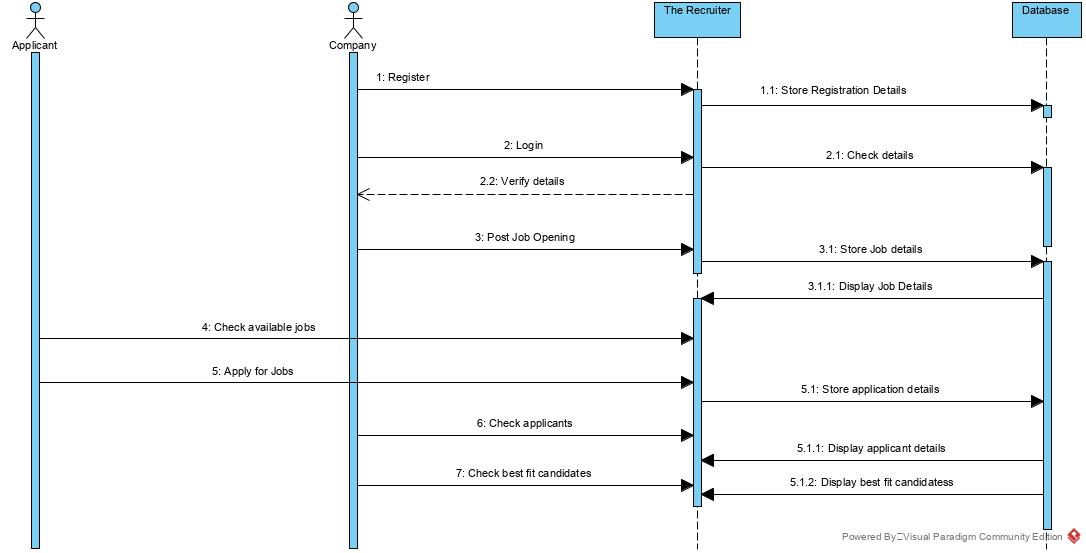 The Recruiter
Database
Applicant
Company
1: Register
1.1: Store Registration Details
2: Login
2.1: Check details
2.2: Verify details
3: Post Job Opening
3.1: Store Job details
3.1.1: Display Job Details
4: Check available jobs
5: Apply for Jobs
5.1: Store application details
6: Check applicants
5.1.1: Display applicant details
7: Check best fit candidates
5.1.2: Display best fit candidatess
Powered By Visual Paradigm Community Edition